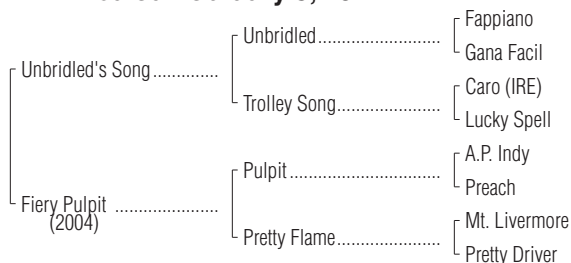 Fappiano
Unbridled
Gana Facil
Unbridled's Song
Caro (IRE)
Trolley Song
Lucky Spell
A.P. Indy
Pulpit
Preach
Fiery Pulpit
(2004)
Mt. Livermore
Pretty Flame
Pretty Driver